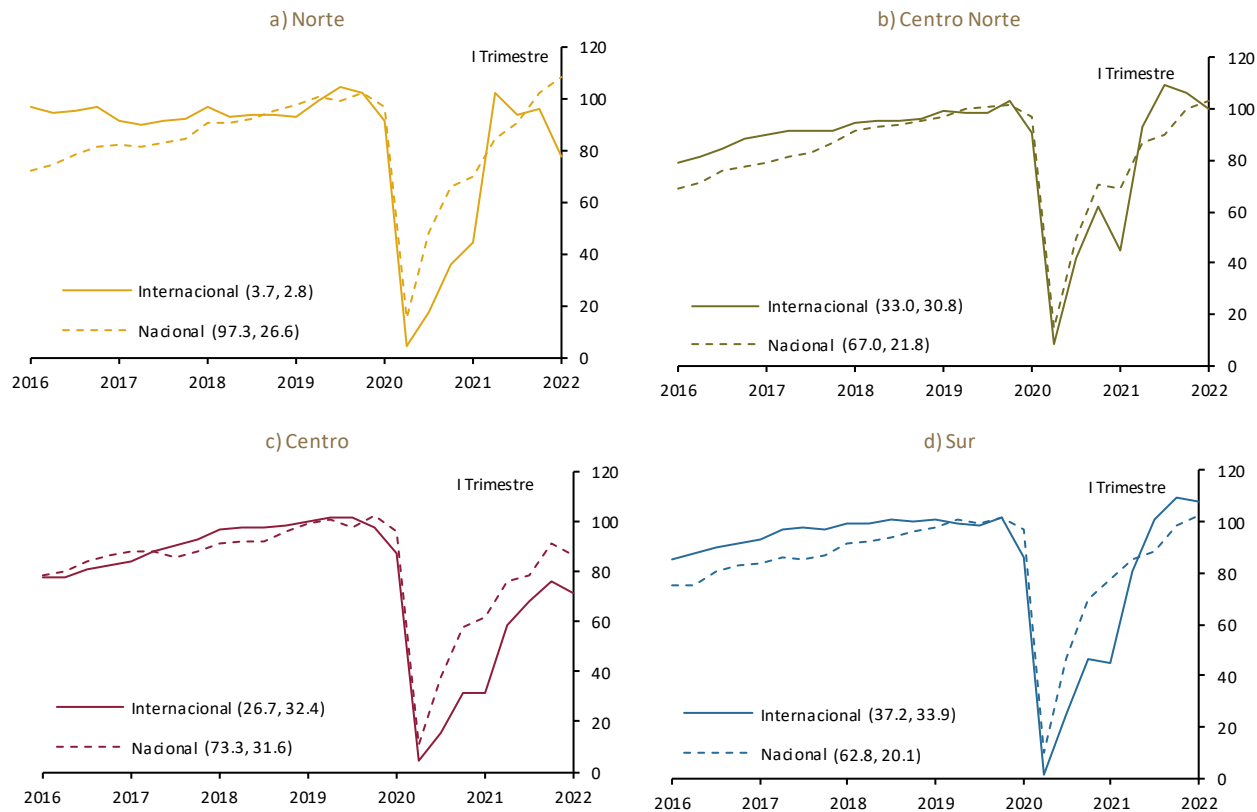 a) Norte
I Trimestre
120
100
80
60
40
20
0
Internacional (3.7, 2.8)
Nacional (97.3, 26.6)
2016 2017 2018 2019 2020 2021 2022
b) Centro Norte
I Trimestre
120
100
80
60
40
20
0
Internacional (33.0, 30.8)
Nacional (67.0, 21.8)
2016 2017 2018 2019 2020 2021 2022
c) Centro
I Trimestre
120
100
80
60
40
20
0
Internacional (26.7, 32.4)
Nacional (73.3, 31.6)
2016 2017 2018 2019 2020 2021 2022
d) Sur
I Trimestre
120
100
80
60
40
20
0
Internacional (37.2, 33.9)
Nacional (62.8, 20.1)
2016 2017 2018 2019 2020 2021 2022